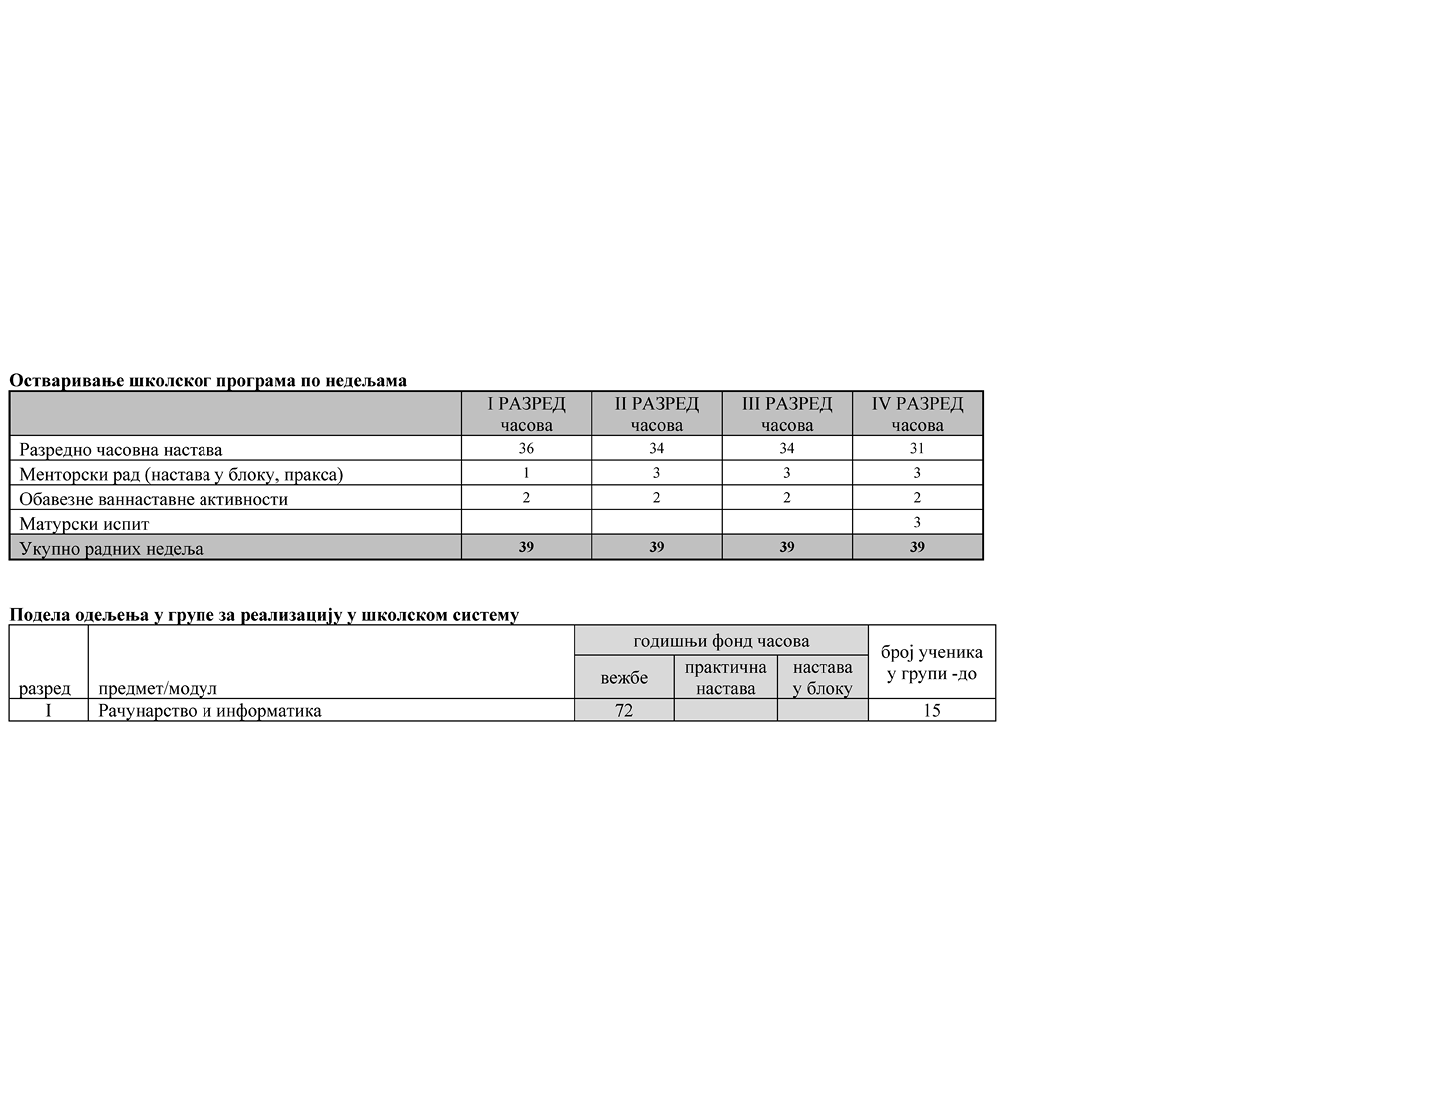 Остваривање школског програма по недељама
I РАЗРЕД часова II РАЗРЕД часова III РАЗРЕД часова IV РАЗРЕД часова
Разредно часовна настава 36 34 34 31
Менторски рад (настава у блоку, пракса) 1 3 3 3
Обавезне ваннаставне активности 2 2 2 2
Матурски испит 3
Укупно радних недеља 39 39 39 39
Подела одељења у групе за реализацију у школском систему
разред предмет/модул годишњи фонд часова број ученика у групи -до
вежбе практична настава настава у блоку
I Рачунарство и информатика 72 15